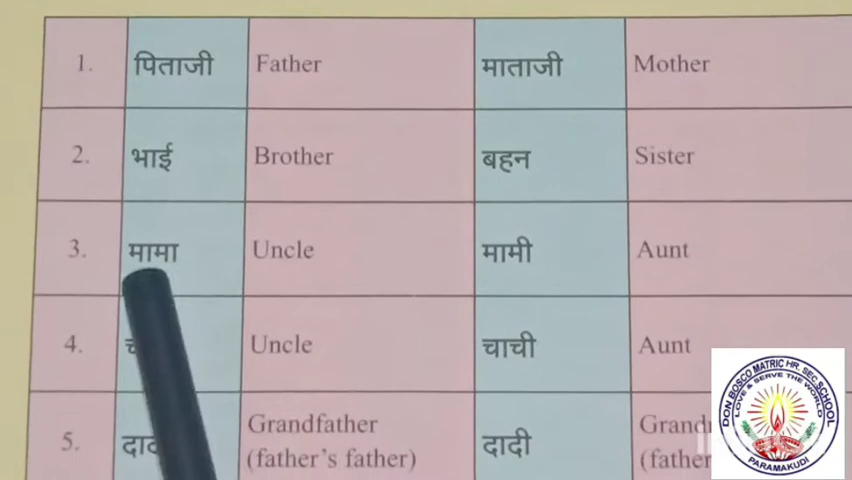 1. पिताजी Father माताजी Mother
2. भाई Brother बहन Sister
3. मामा Uncle मामी Aunt
4. Uncle चाची Aunt
5. Grandfather
(father's father) दादी
(father
DON BOSCO MATRIC HR. SEC. SCHOOL
LOVE & SERVE THE WORLD
PARAMAKUDI